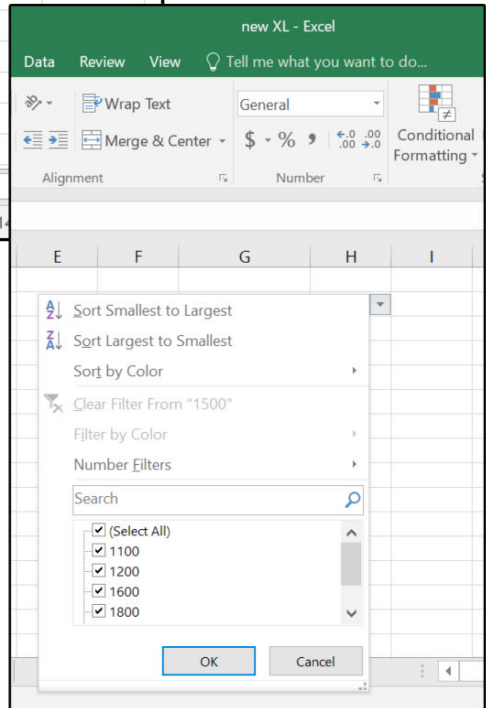 new XL - Excel
Data Review View Tell me what you want to do...
Wrap Text General
Merge & Center $ % , .0 .00 .00 .0 Conditional Formatting
Alignment Number
E F G H I
Sort Smallest to Largest
Sort Largest to Smallest
Sort by Color
Clear Filter From "1500"
Filter by Color
Number Filters
Search
(Select All)
1100
1200
1600
1800
OK Cancel